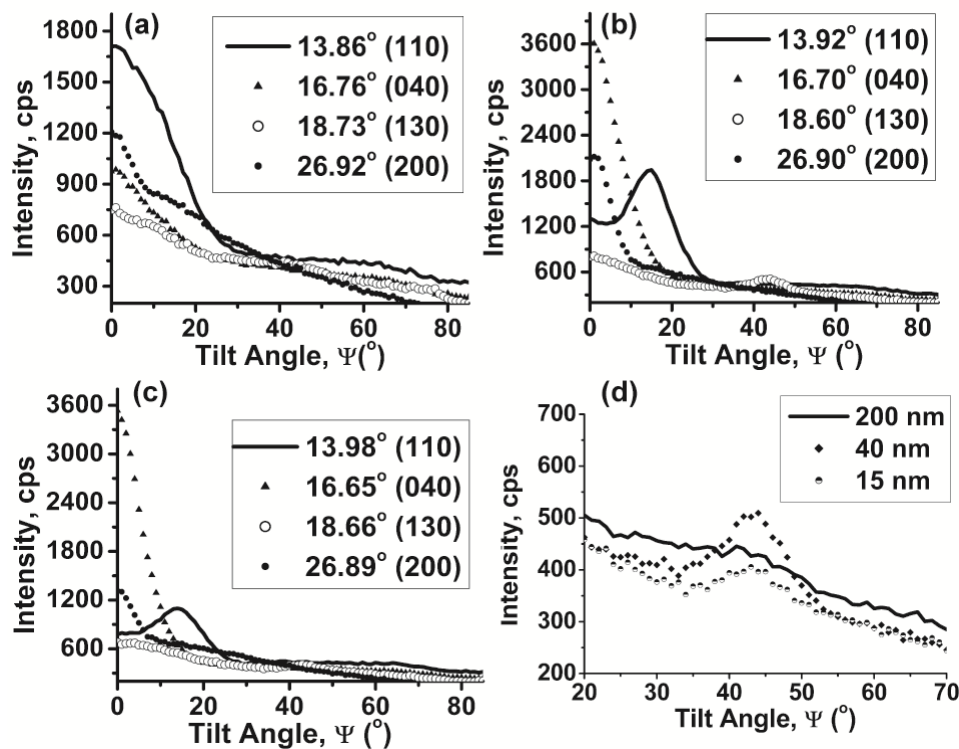 (a)
13.86° (110)
16.76° (040)
18.73° (130)
26.92° (200)
1800
1500
1200
900
600
300
Intensity, cps
0 20 40 60 80
Tilt Angle, Ψ(°)
(b)
13.92° (110)
16.70° (040)
18.60° (130)
26.90° (200)
3600
3000
2400
1800
1200
600
Intensity, cps
0 20 40 60 80
Tilt Angle, Ψ(°)
(c)
13.98° (110)
16.65° (040)
18.66° (130)
26.89° (200)
3600
3000
2400
1800
1200
600
Intensity, cps
0 20 40 60 80
Tilt Angle, Ψ (°)
(d)
200 nm
40 nm
15 nm
700
600
500
400
300
200
Intensity, cps
20 30 40 50 60 70
Tilt Angle, Ψ (°)